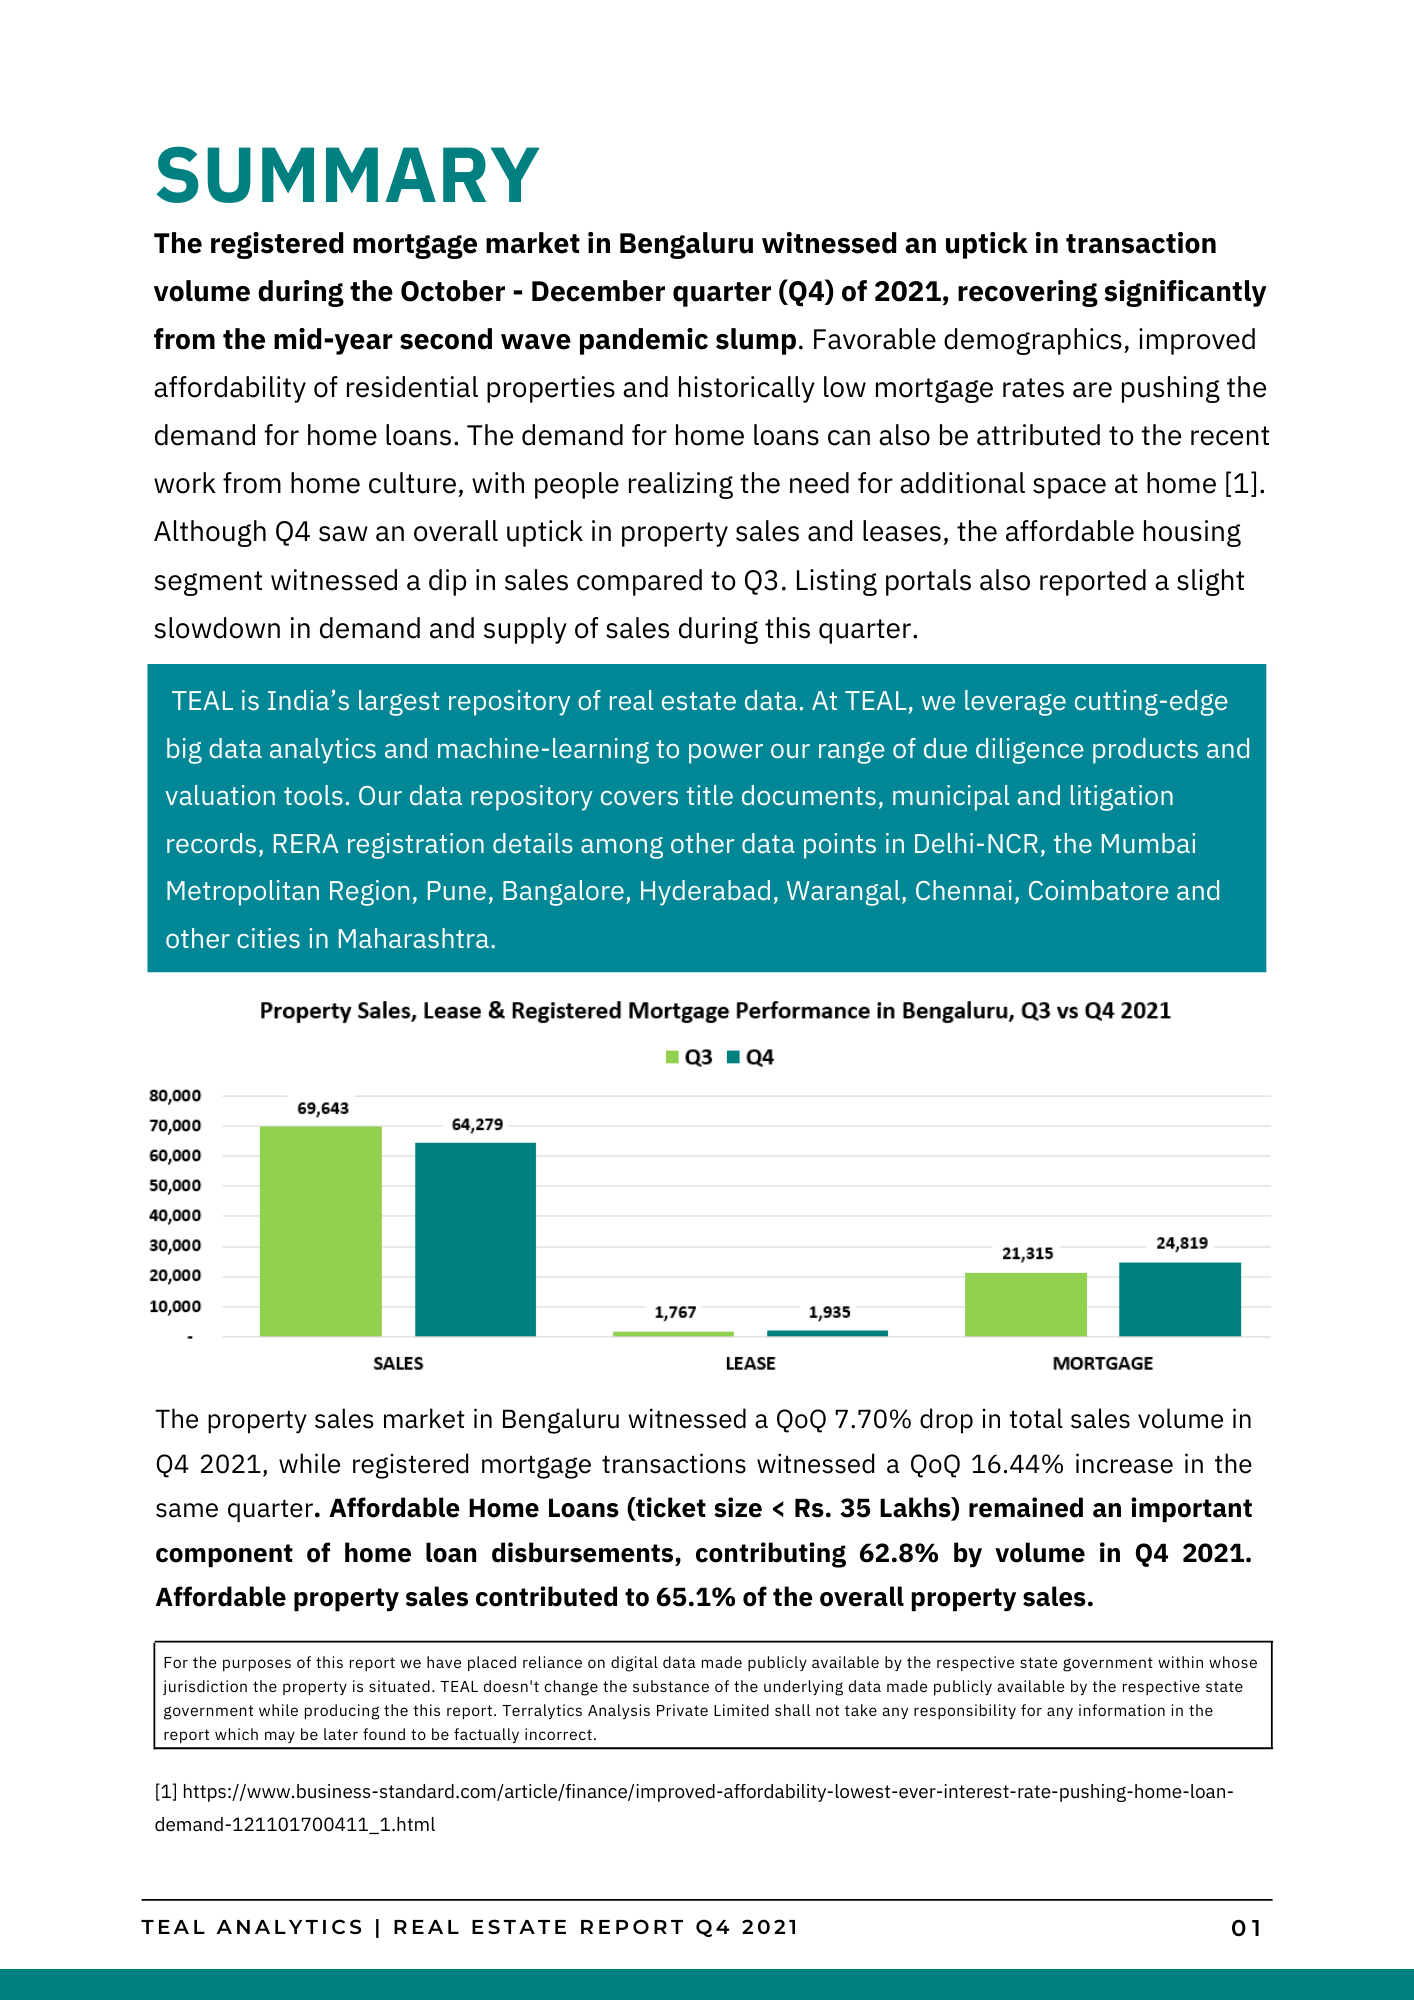 SUMMARY
The registered mortgage market in Bengaluru witnessed an uptick in transaction
volume during the October - December quarter (Q4) of 2021, recovering significantly
from the mid-year second wave pandemic slump. Favorable demographics, improved
affordability of residential properties and historically low mortgage rates are pushing the
demand for home loans. The demand for home loans can also be attributed to the recent
work from home culture, with people realizing the need for additional space at home [1].
Although Q4 saw an overall uptick in property sales and leases, the affordable housing
segment witnessed a dip in sales compared to Q3. Listing portals also reported a slight
slowdown in demand and supply of sales during this quarter.
TEAL is India’s largest repository of real estate data. At TEAL, we leverage cutting-edge
big data analytics and machine-learning to power our range of due diligence products and
valuation tools. Our data repository covers title documents, municipal and litigation
records, RERA registration details among other data points in Delhi-NCR, the Mumbai
Metropolitan Region, Pune, Bangalore, Hyderabad, Warangal, Chennai, Coimbatore and
other cities in Maharashtra.
Property Sales, Lease & Registered Mortgage Performance in Bengaluru, Q3 vs Q4 2021
Q3 Q4
80,000
70,000
60,000
50,000
40,000
30,000
20,000
10,000
-
69,643
64,279
1,767
1,935
21,315
24,819
SALES LEASE MORTGAGE
The property sales market in Bengaluru witnessed a QoQ 7.70% drop in total sales volume in
Q4 2021, while registered mortgage transactions witnessed a QoQ 16.44% increase in the
same quarter. Affordable Home Loans (ticket size < Rs. 35 Lakhs) remained an important
component of home loan disbursements, contributing 62.8% by volume in Q4 2021.
Affordable property sales contributed to 65.1% of the overall property sales.
For the purposes of this report we have placed reliance on digital data made publicly available by the respective state government within whose
jurisdiction the property is situated. TEAL doesn't change the substance of the underlying data made publicly available by the respective state
government while producing the this report. Terralytics Analysis Private Limited shall not take any responsibility for any information in the
report which may be later found to be factually incorrect.
[1] https://www.business-standard.com/article/finance/improved-affordability-lowest-ever-interest-rate-pushing-home-loan-
demand-121101700411_1.html
TEAL ANALYTICS | REAL ESTATE REPORT Q4 2021 01